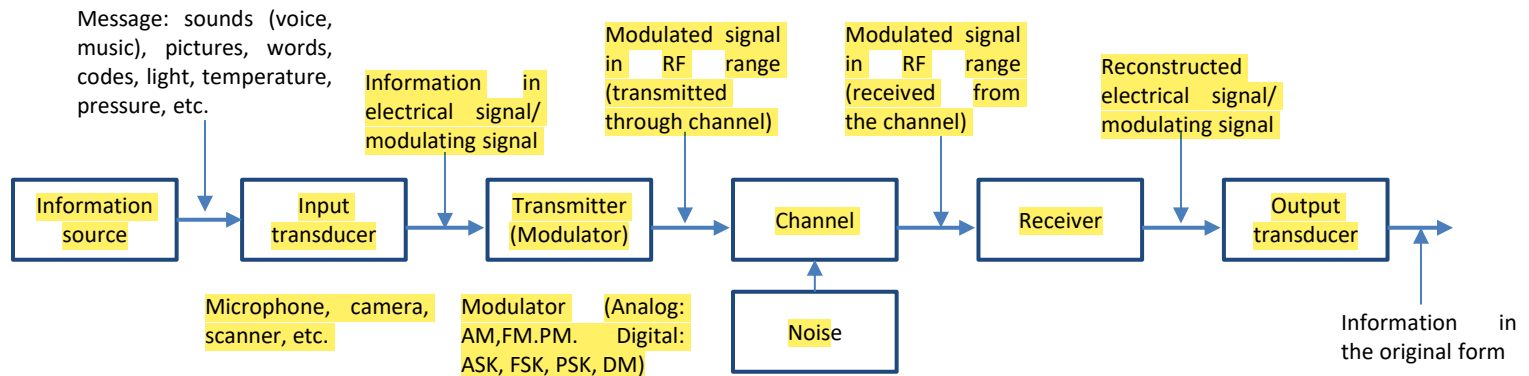 Message: sounds (voice,
music), pictures, words,
codes, light, temperature,
pressure, etc.
Information in
electrical signal/
modulating signal
Modulated signal
in RF range
(transmitted
through channel)
Modulated signal
in RF range
(received from
the channel)
Reconstructed
electrical signal/
modulating signal
Information
source
Input
transducer
Transmitter
(Modulator)
Channel
Receiver
Output
transducer
Microphone, camera,
scanner, etc.
Modulator (Analog:
AM,FM.PM. Digital:
ASK, FSK, PSK, DM)
Noise
Information in
the original form